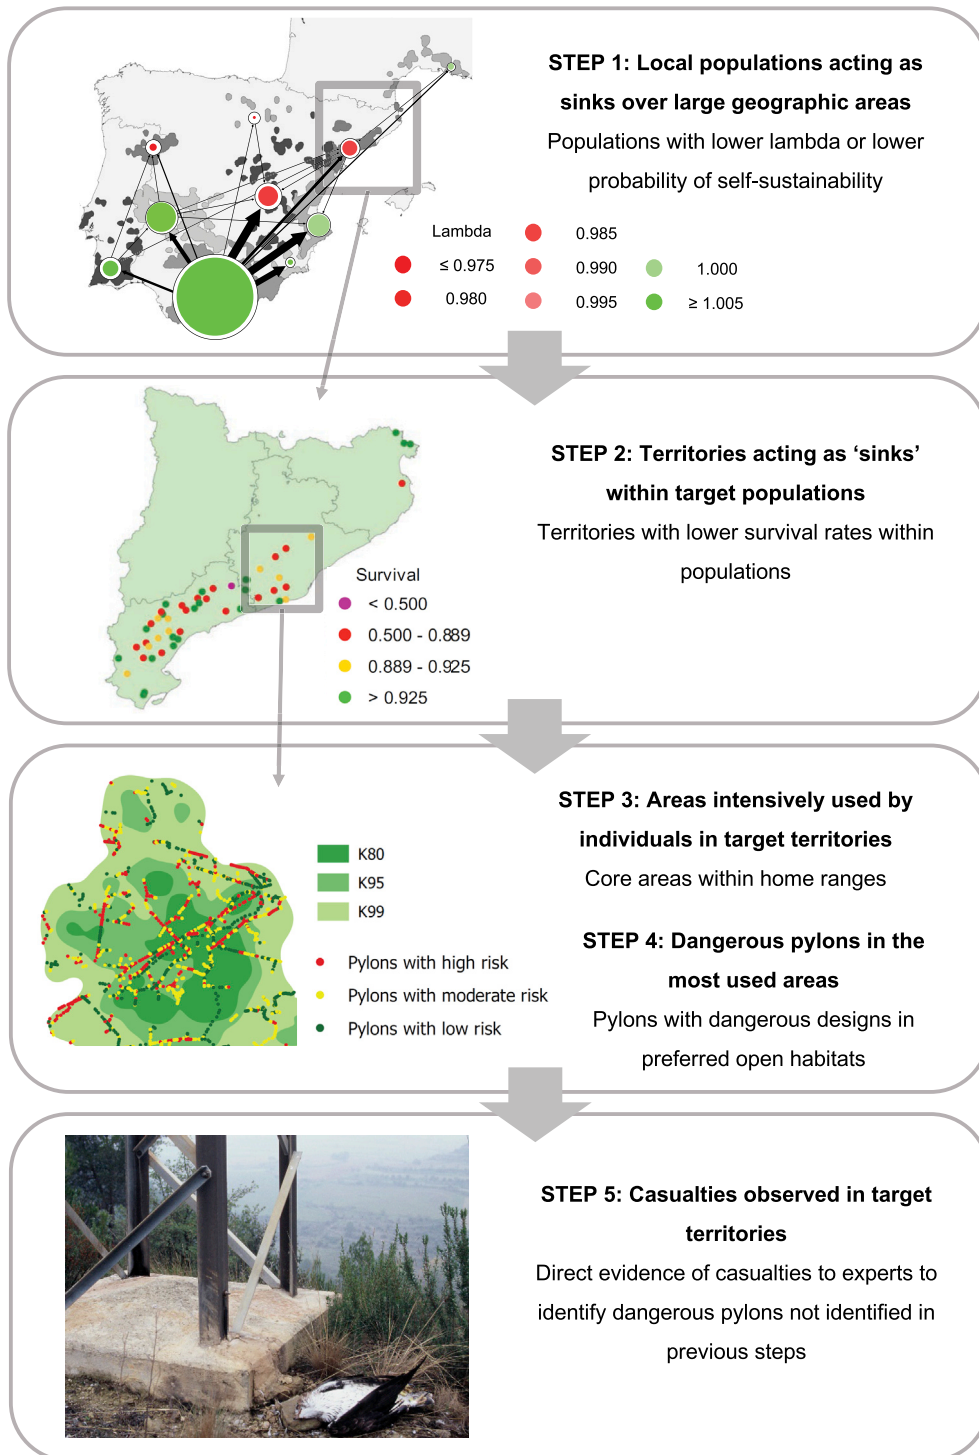 STEP 1: Local populations acting as
sinks over large geographic areas
Populations with lower lambda or lower
probability of self-sustainability
Lambda
≤ 0.975
0.980
0.985
0.990
0.995
1.000
≥ 1.005
STEP 2: Territories acting as ‘sinks’
within target populations
Territories with lower survival rates within
populations
Survival
< 0.500
0.500 - 0.889
0.889 - 0.925
> 0.925
STEP 3: Areas intensively used by
individuals in target territories
Core areas within home ranges
K80
K95
K99
Pylons with high risk
Pylons with moderate risk
Pylons with low risk
STEP 4: Dangerous pylons in the
most used areas
Pylons with dangerous designs in
preferred open habitats
STEP 5: Casualties observed in target
territories
Direct evidence of casualties to experts to
identify dangerous pylons not identified in
previous steps